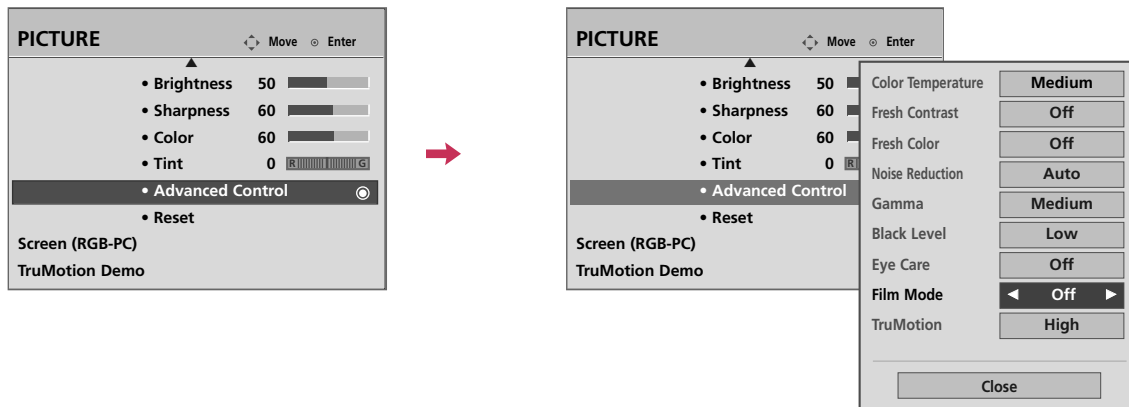 PICTURE Move Enter
• Brightness 50
• Sharpness 60
• Color 60
• Tint 0 R G
• Advanced Control
• Reset
Screen (RGB-PC)
TruMotion Demo
PICTURE Move Enter
• Brightness 50
• Sharpness 60
• Color 60
• Tint 0 R
• Advanced Control
• Reset
Screen (RGB-PC)
TruMotion Demo
Color Temperature Medium
Fresh Contrast Off
Fresh Color Off
Noise Reduction Auto
Gamma Medium
Black Level Low
Eye Care Off
Film Mode Off
TruMotion High
Close